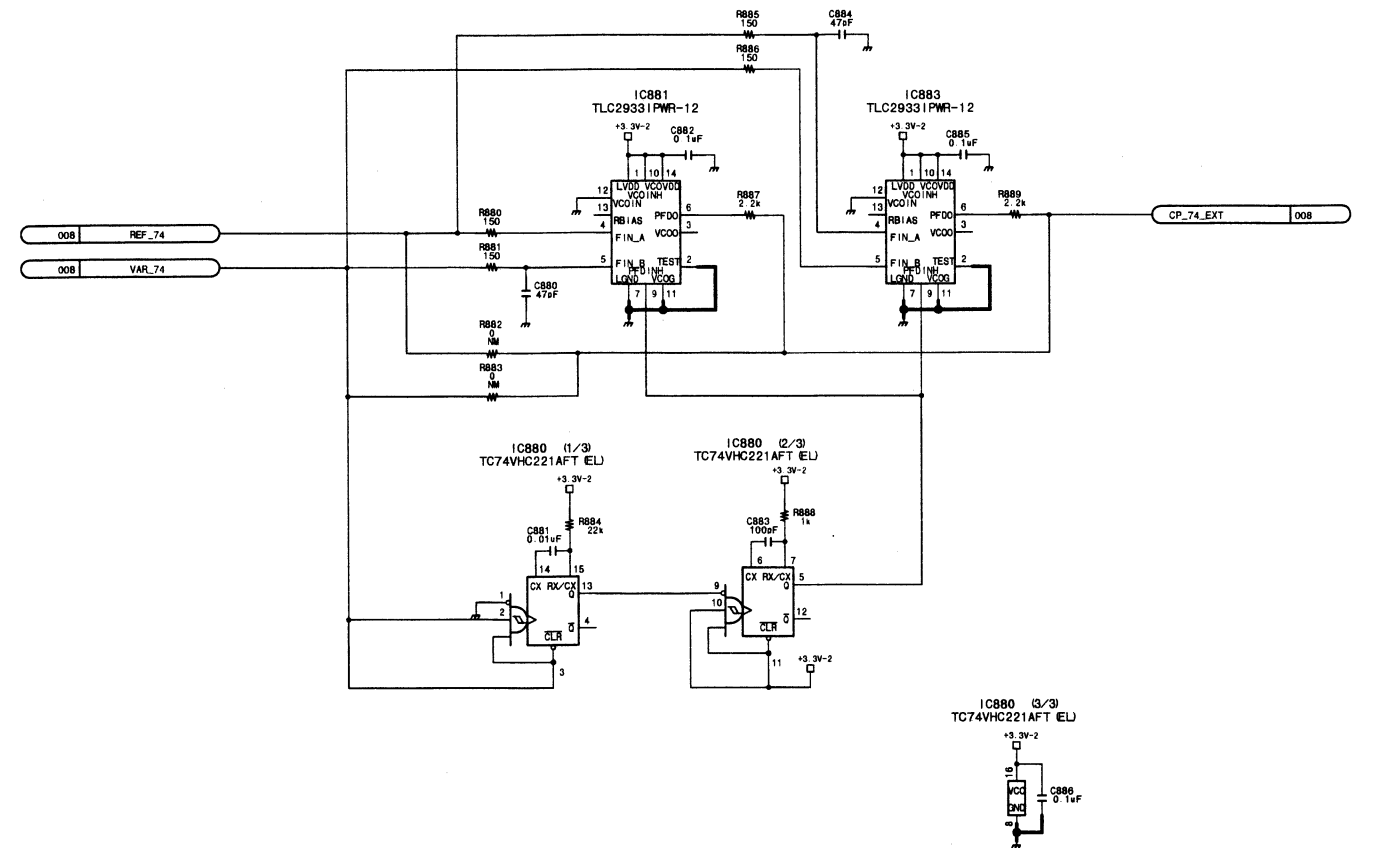 R885
150
C884
47pF
R886
150
IC881
TLC2933IPWR-12
+3.3V-2
C882
0.1uF
1 10 14
LVDD VCOVDD
VCOINH
12
VCOIN
13
RBIAS
4
FIN_A
5
FIN_B
PFDINH
LGND VCOG
PFDO
6
VCOO
3
TEST
2
7 9 11
R887
2.2k
IC883
TLC2933IPWR-12
+3.3V-2
C885
0.1uF
1 10 14
LVDD VCOVDD
VCOINH
12
VCOIN
13
RBIAS
4
FIN_A
5
FIN_B
PFDINH
LGND VCOG
PFDO
6
VCOO
3
TEST
2
7 9 11
R889
2.2k
CP_74_EXT 008
008 REF_74
008 VAR_74
R880
150
R881
150
C880
47pF
R882
0
NM
R883
0
NM
IC880 (1/3)
TC74VHC221AFT(EL)
+3.3V-2
R884
22k
C881
0.01uF
14 15
CX RX/CX
Q
13
1
2
Q
4
CLR
3
IC880 (2/3)
TC74VHC221AFT(EL)
+3.3V-2
R888
1k
C883
100pF
6 7
CX RX/CX
Q
5
9
10
Q
12
CLR
11
+3.3V-2
IC880 (3/3)
TC74VHC221AFT(EL)
+3.3V-2
16
VCC
GND
8
C886
0.1uF